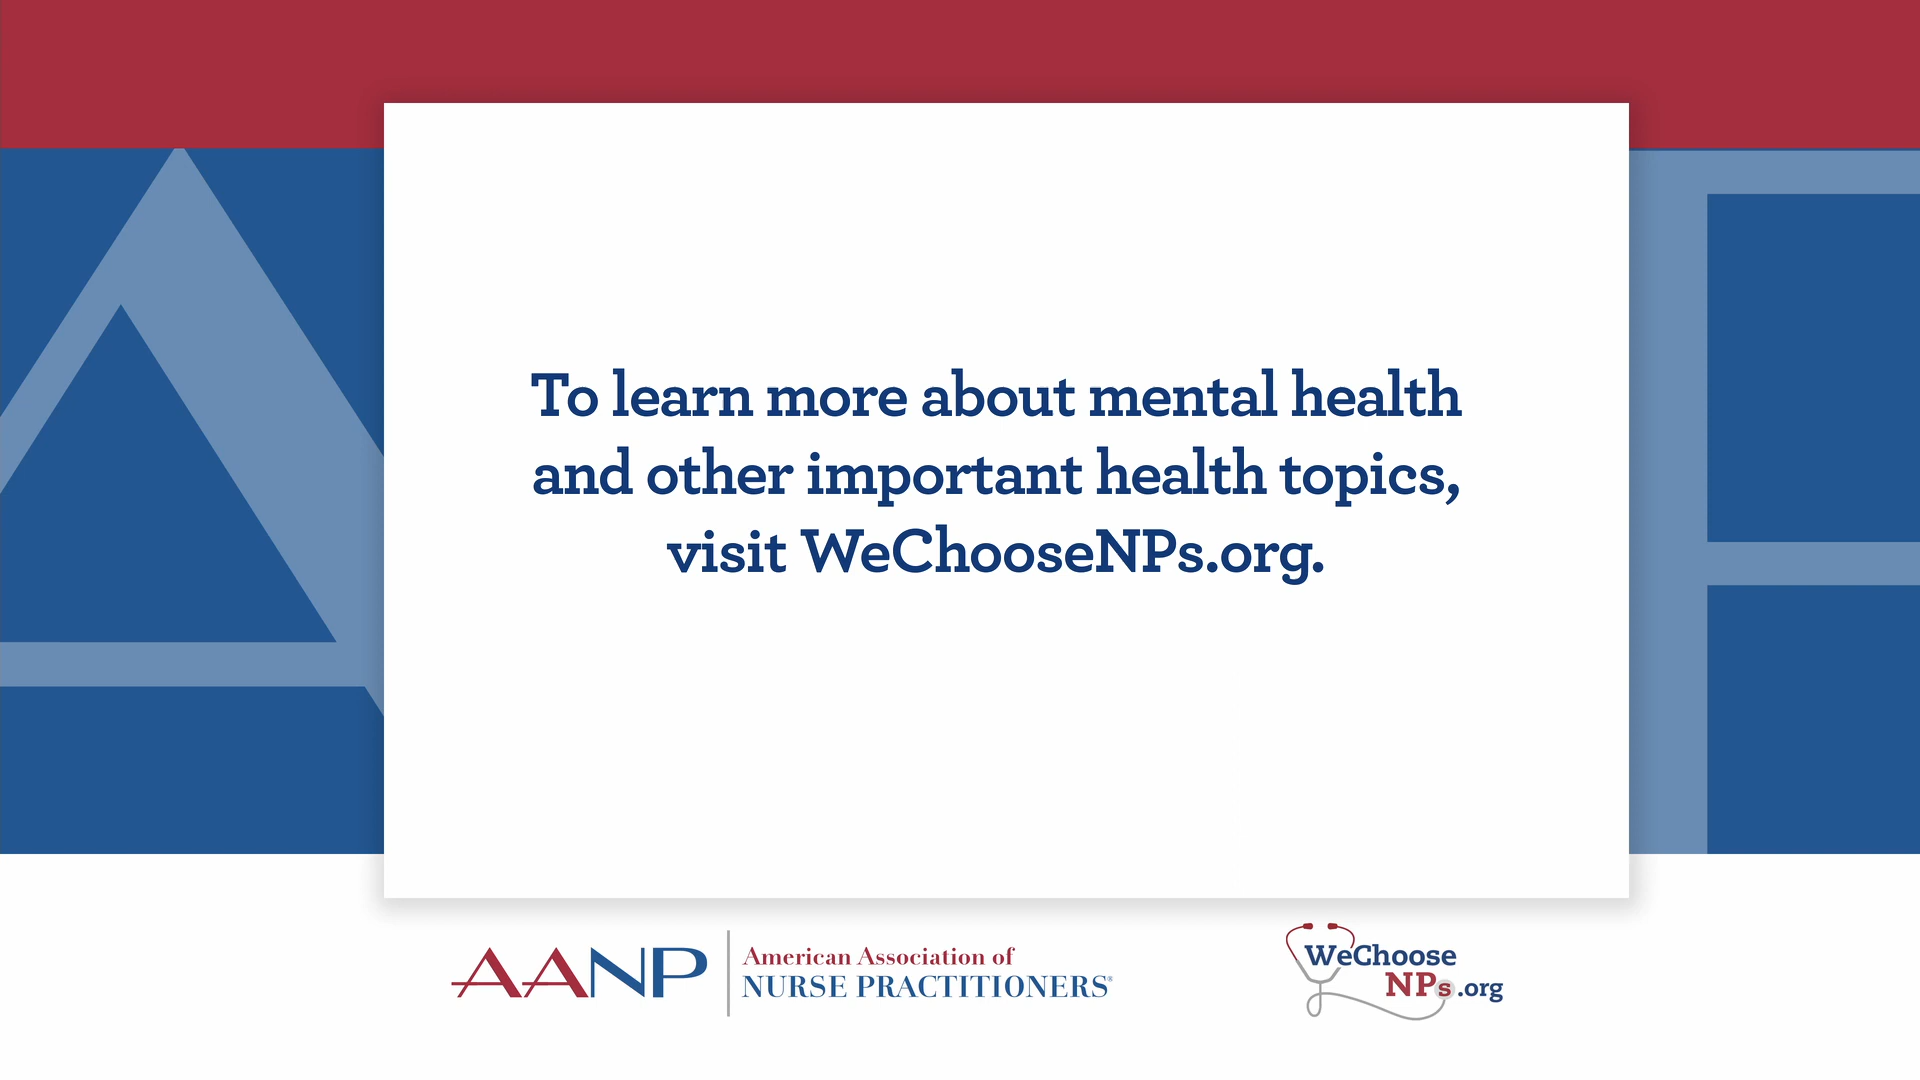 To learn more about mental health
and other important health topics,
visit WeChooseNPs.org.
AANP
American Association of
NURSE PRACTITIONERS®
WeChoose
NPs.org